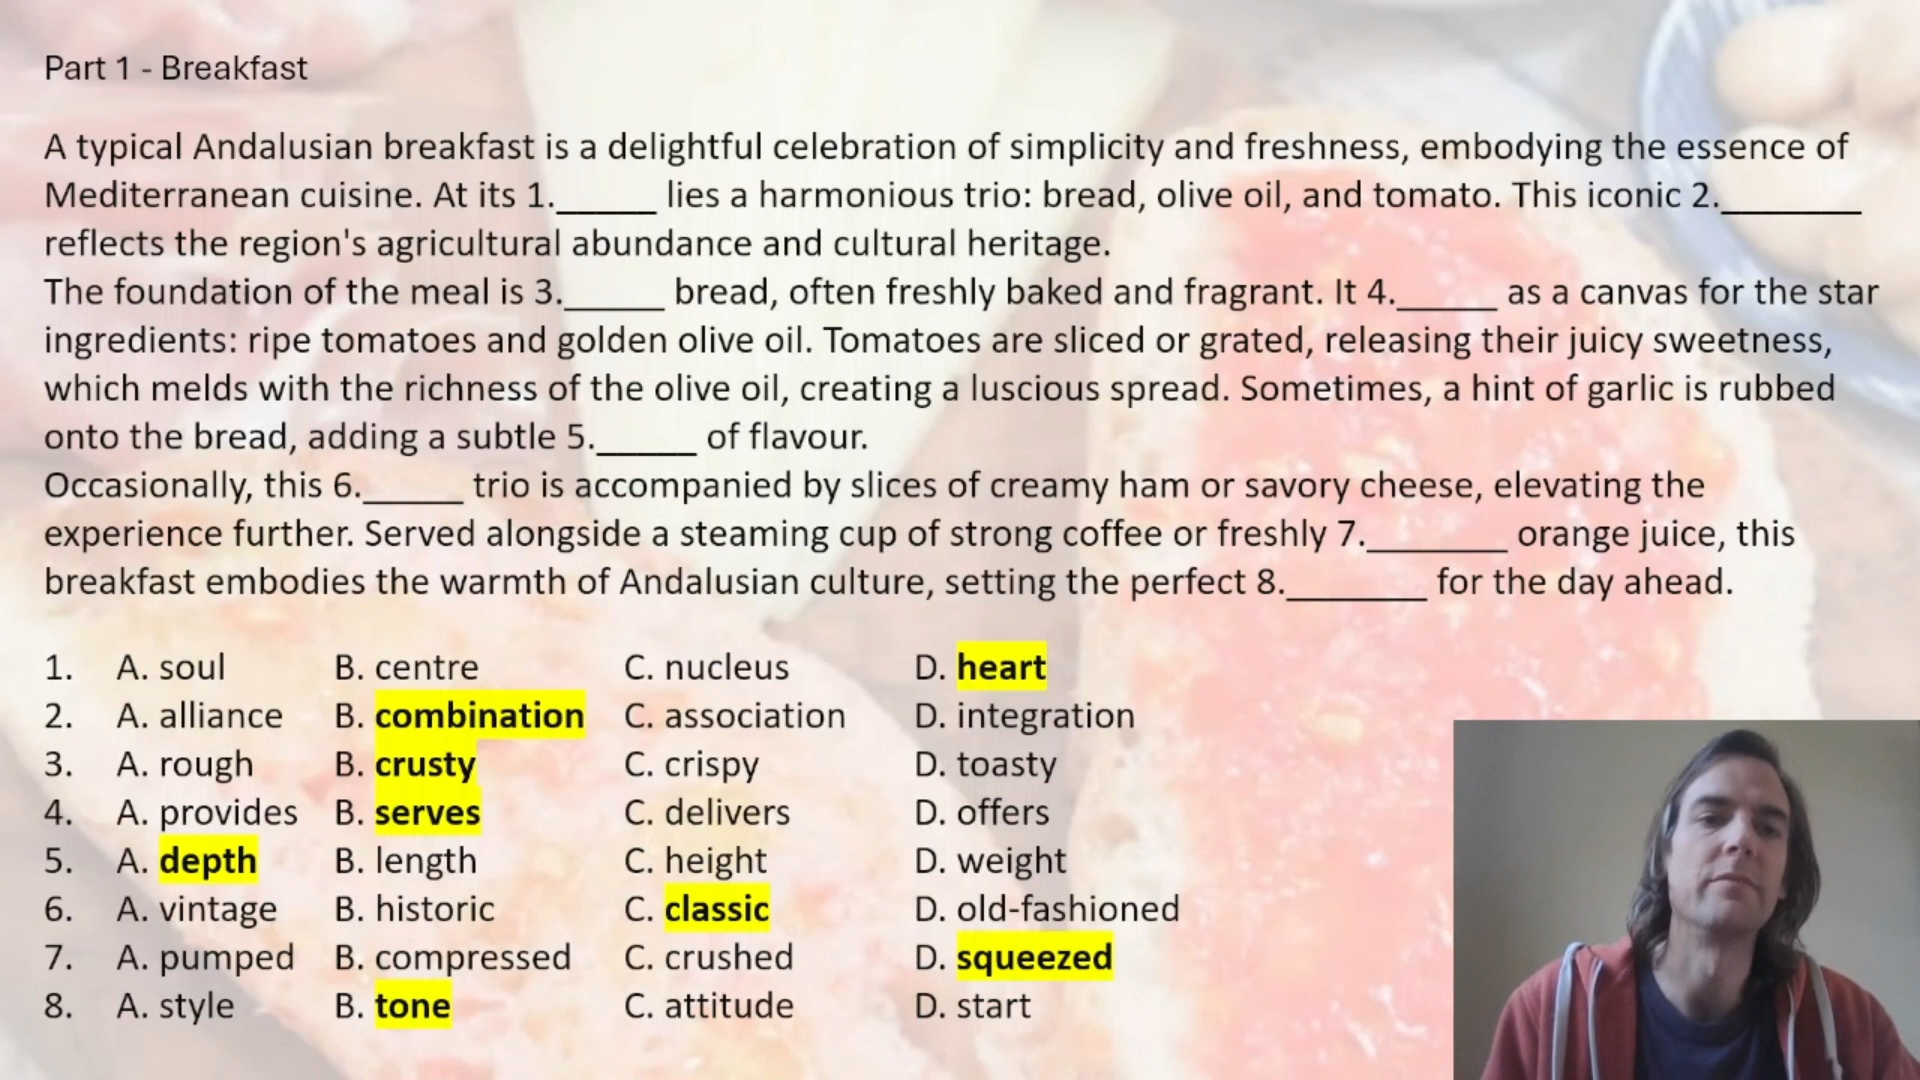 Part 1 - Breakfast
A typical Andalusian breakfast is a delightful celebration of simplicity and freshness, embodying the essence of
Mediterranean cuisine. At its 1._____ lies a harmonious trio: bread, olive oil, and tomato. This iconic 2._______
reflects the region's agricultural abundance and cultural heritage.
The foundation of the meal is 3._____ bread, often freshly baked and fragrant. It 4._____ as a canvas for the star
ingredients: ripe tomatoes and golden olive oil. Tomatoes are sliced or grated, releasing their juicy sweetness,
which melds with the richness of the olive oil, creating a luscious spread. Sometimes, a hint of garlic is rubbed
onto the bread, adding a subtle 5._____ of flavour.
Occasionally, this 6._____ trio is accompanied by slices of creamy ham or savory cheese, elevating the
experience further. Served alongside a steaming cup of strong coffee or freshly 7._______ orange juice, this
breakfast embodies the warmth of Andalusian culture, setting the perfect 8._______ for the day ahead.
1. A. soul B. centre C. nucleus D. heart
2. A. alliance B. combination C. association D. integration
3. A. rough B. crusty C. crispy D. toasty
4. A. provides B. serves C. delivers D. offers
5. A. depth B. length C. height D. weight
6. A. vintage B. historic C. classic D. old-fashioned
7. A. pumped B. compressed C. crushed D. squeezed
8. A. style B. tone C. attitude D. start